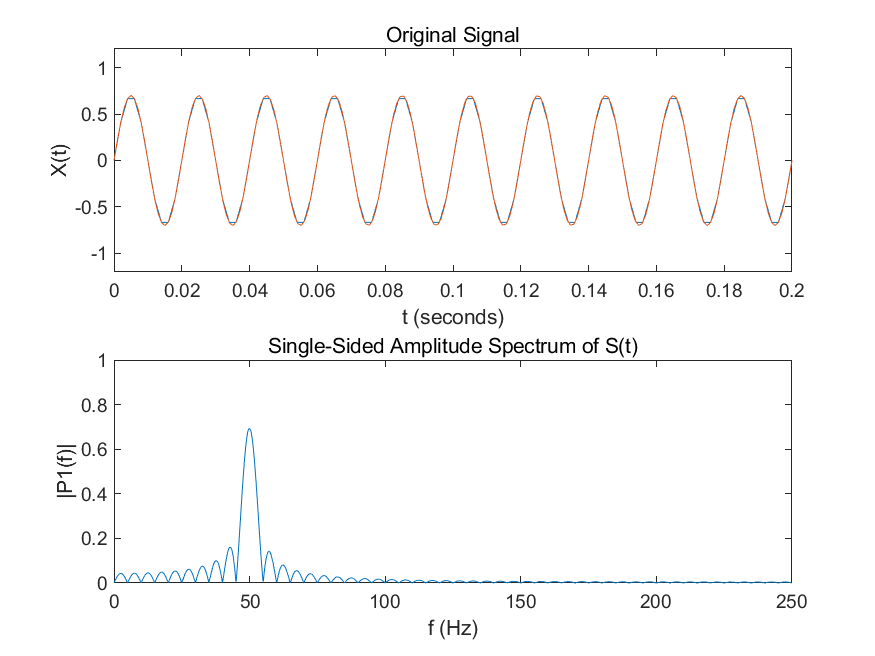 Original Signal
1
0.5
0
-0.5
-1
X(t)
0 0.02 0.04 0.06 0.08 0.1 0.12 0.14 0.16 0.18 0.2
t (seconds)
Single-Sided Amplitude Spectrum of S(t)
1
0.8
0.6
0.4
0.2
0
|P1(f)|
0 50 100 150 200 250
f (Hz)